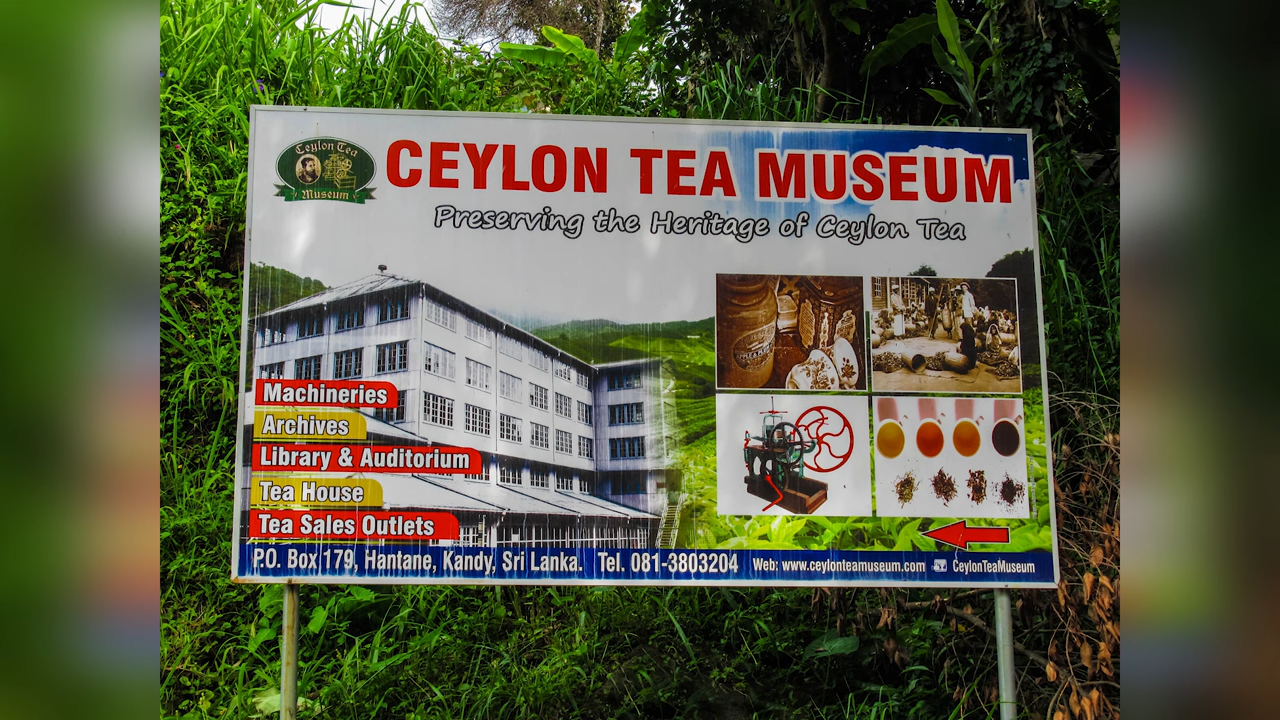 Ceylon Tea
Museum
CEYLON TEA MUSEUM
Preserving the Heritage of Ceylon Tea
Machineries
Archives
Library & Auditorium
Tea House
Tea Sales Outlets
P.O. Box 179, Hantane, Kandy, Sri Lanka. Tel. 081-3803204 Web: www.ceylonteamuseum.com CeylonTeaMuseum